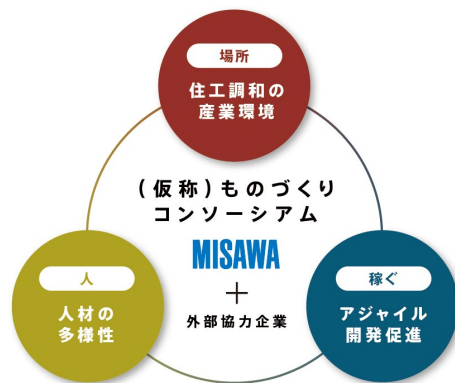 場所
住工調和の
産業環境
(仮称)ものづくり
コンソーシアム
MISAWA
+
外部協力企業
人
人材の
多様性
稼ぐ
アジャイル
開発促進